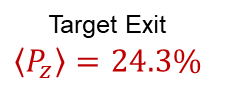 Target Exit
⟨P_z⟩ = 24.3%